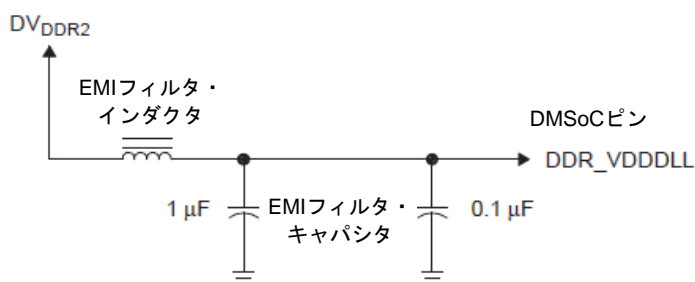 DVDDR2
EMIフィルタ・
インダクタ
DMSoCピン
DDR_VDDDLL
1 μF
EMIフィルタ・
キャパシタ
0.1 μF